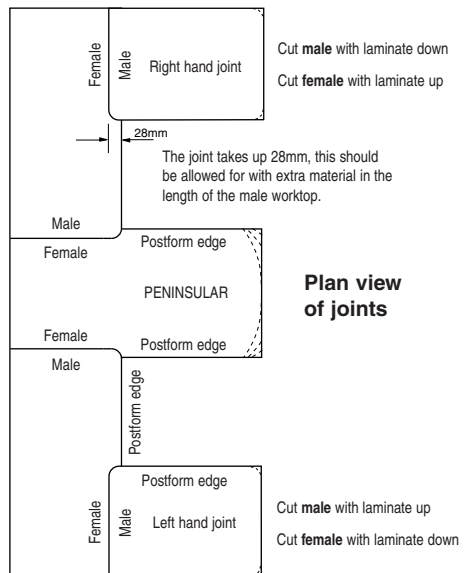 Female
Male
Right hand joint
Cut male with laminate down
Cut female with laminate up
28mm
The joint takes up 28mm, this should
be allowed for with extra material in the
length of the male worktop.
Male
Female
Postform edge
PENINSULAR
Plan view
of joints
Female
Male
Postform edge
Postform edge
Postform edge
Female
Male
Left hand joint
Cut male with laminate up
Cut female with laminate down